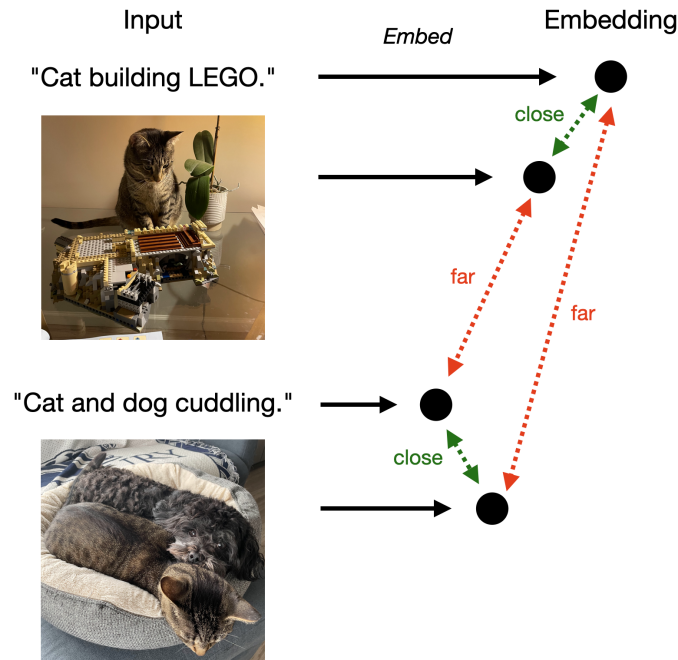 Input
Embed
Embedding
"Cat building LEGO."
close
far
far
"Cat and dog cuddling."
close